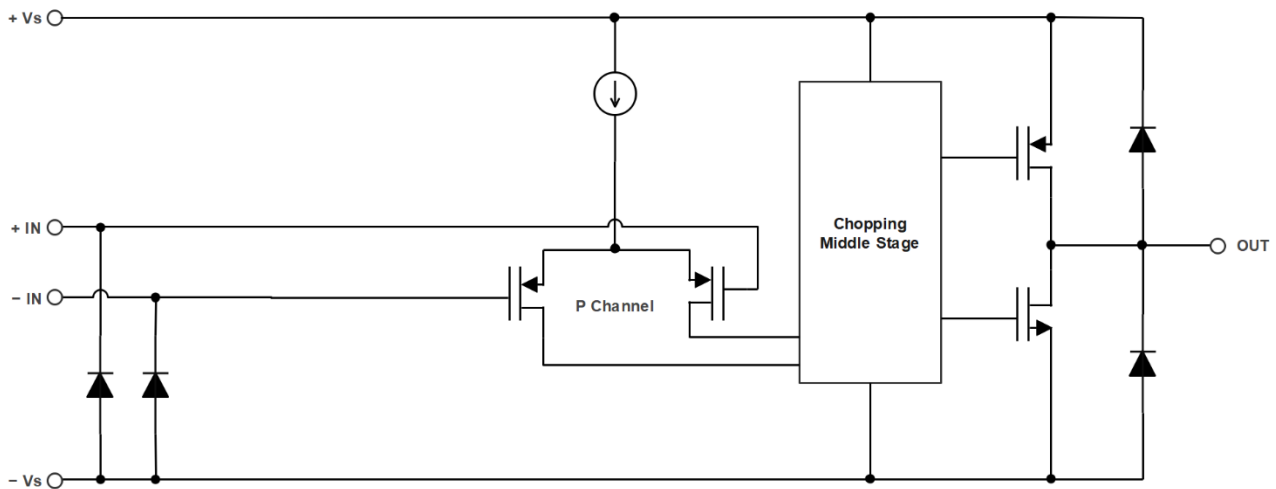 + Vs
+ IN
Chopping
Middle Stage
OUT
− IN
P Channel
− Vs